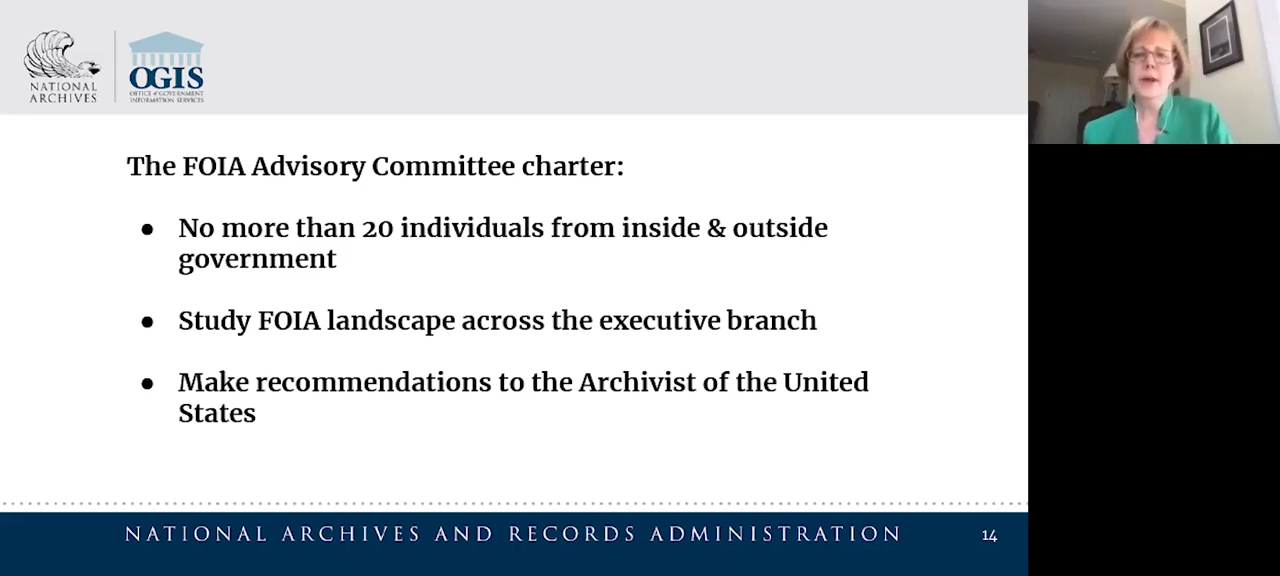 NATIONAL
ARCHIVES
OGIS
OFFICE of GOVERNMENT
INFORMATION SERVICES
The FOIA Advisory Committee charter:
● No more than 20 individuals from inside & outside
government
● Study FOIA landscape across the executive branch
● Make recommendations to the Archivist of the United
States
NATIONAL ARCHIVES AND RECORDS ADMINISTRATION
14